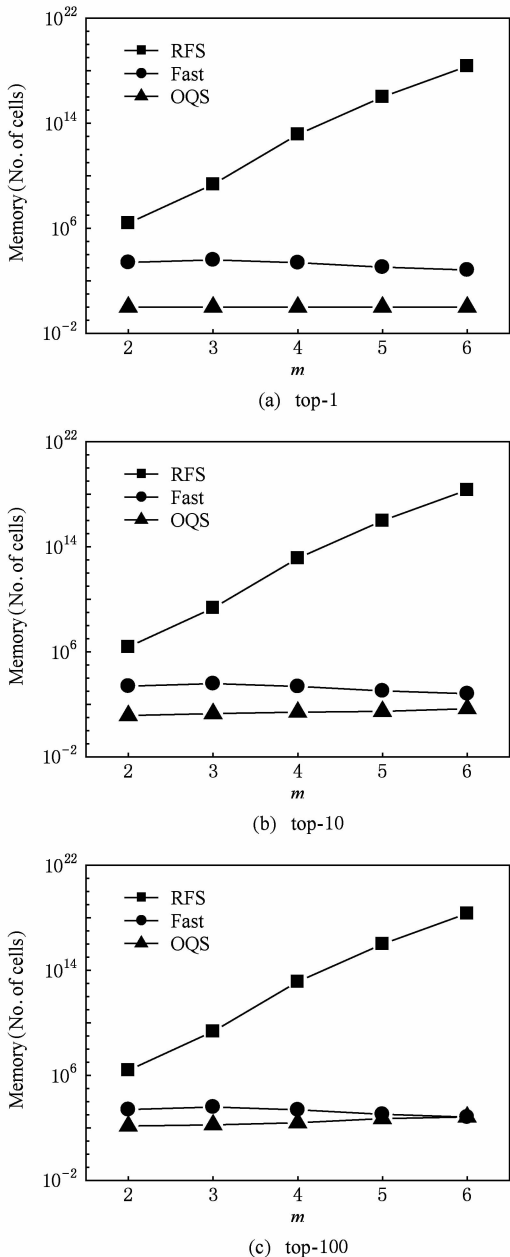 10^22
RFS
Fast
OQS
10^14
10^6
10^-2
Memory(No. of cells)
2 3 4 5 6
m
(a) top-1
10^22
RFS
Fast
OQS
10^14
10^6
10^-2
Memory(No. of cells)
2 3 4 5 6
m
(b) top-10
10^22
RFS
Fast
OQS
10^14
10^6
10^-2
Memory(No. of cells)
2 3 4 5 6
m
(c) top-100